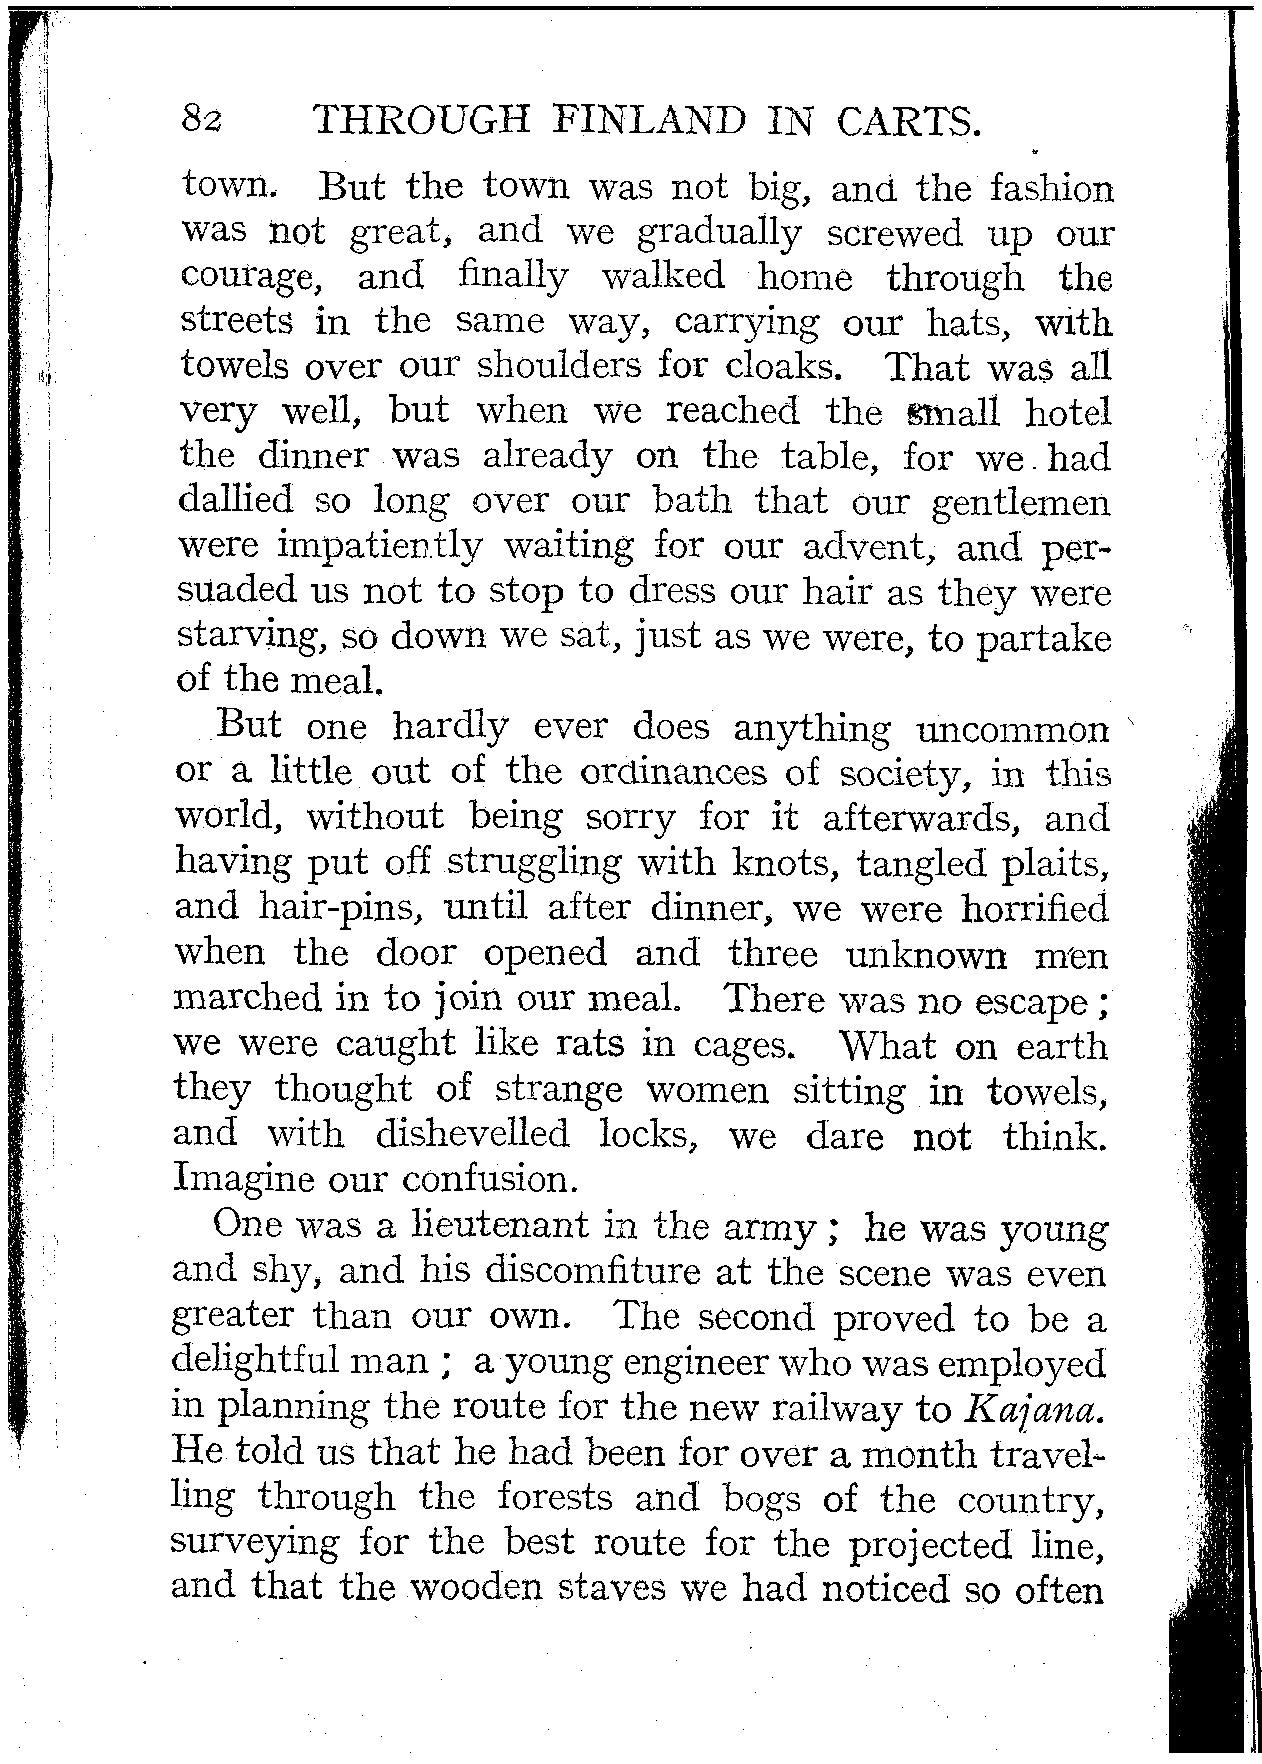 82 THROUGH FINLAND IN CARTS.
town. But the town was not big, and the fashion
was not great, and we gradually screwed up our
courage, and finally walked home through the
streets in the same way, carrying our hats, with
towels over our shoulders for cloaks. That was all
very well, but when we reached the small hotel
the dinner was already on the table, for we had
dallied so long over our bath that our gentlemen
were impatiently waiting for our advent, and per-
suaded us not to stop to dress our hair as they were
starving, so down we sat, just as we were, to partake
of the meal.
But one hardly ever does anything uncommon
or a little out of the ordinances of society, in this
world, without being sorry for it afterwards, and
having put off struggling with knots, tangled plaits,
and hair-pins, until after dinner, we were horrified
when the door opened and three unknown men
marched in to join our meal. There was no escape ;
we were caught like rats in cages. What on earth
they thought of strange women sitting in towels,
and with dishevelled locks, we dare not think.
Imagine our confusion.
One was a lieutenant in the army ; he was young
and shy, and his discomfiture at the scene was even
greater than our own. The second proved to be a
delightful man ; a young engineer who was employed
in planning the route for the new railway to Kajana.
He told us that he had been for over a month travel-
ling through the forests and bogs of the country,
surveying for the best route for the projected line,
and that the wooden staves we had noticed so often